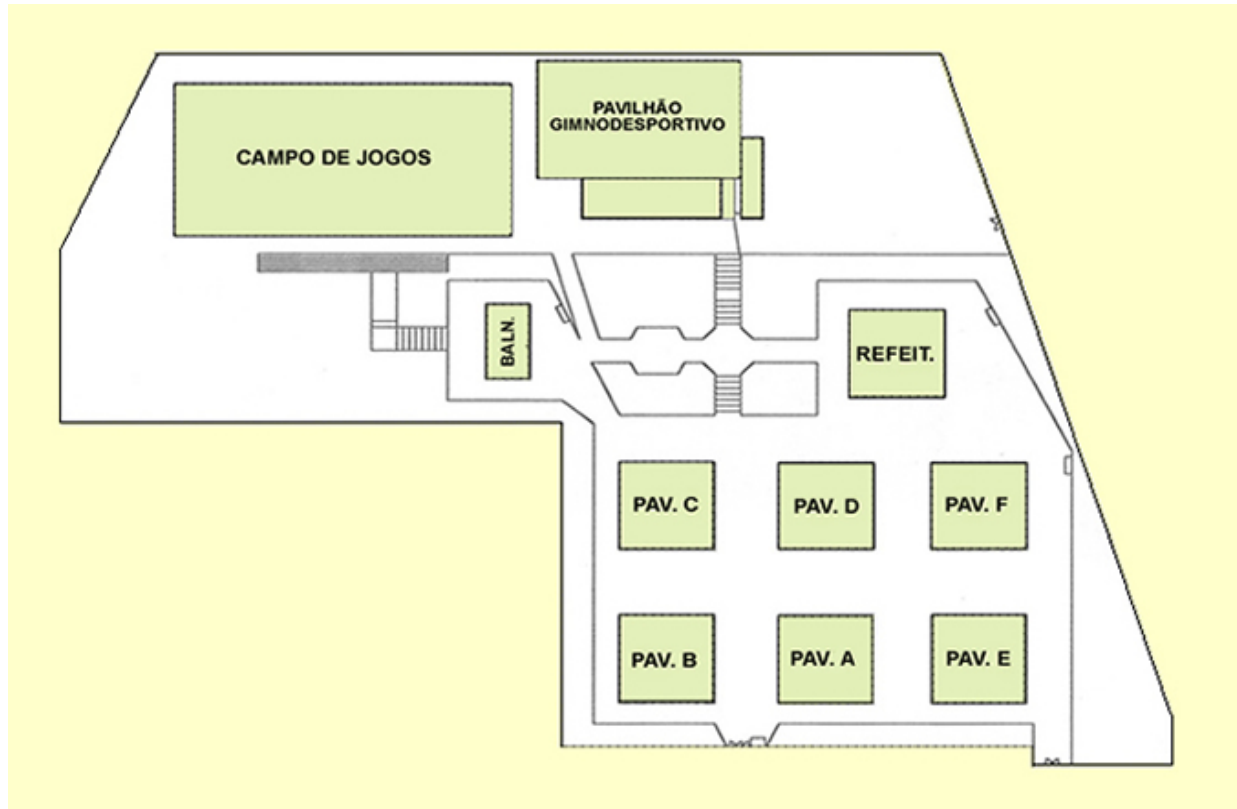 PAVILHÃO
GIMNODESPORTIVO
CAMPO DE JOGOS
BALN.
REFEIT.
PAV. C
PAV. D
PAV. F
PAV. B
PAV. A
PAV. E